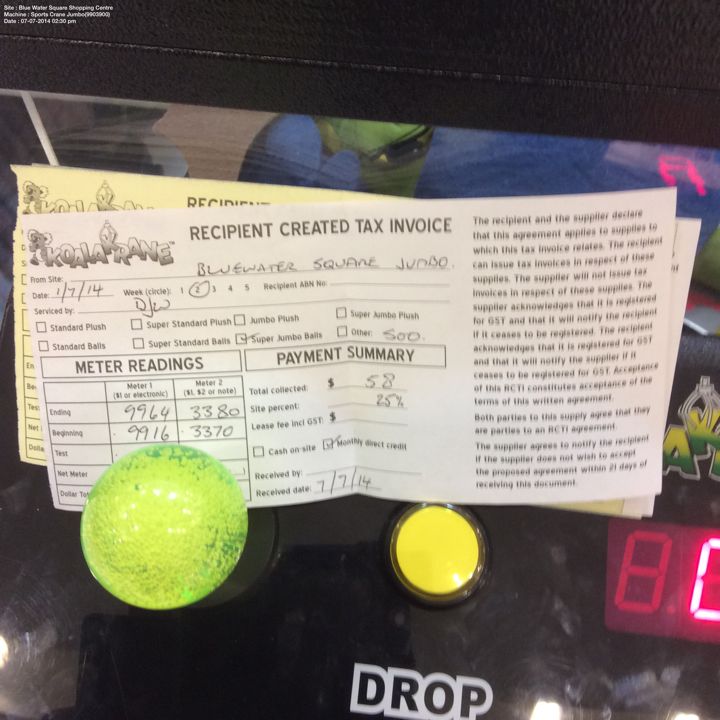 Site : Blue Water Square Shopping Centre
Machine : Sports Crane Jumbo(9903900)
Date : 07-07-2014 02:30 pm
KOALA KRANE
RECIPIENT CREATED TAX INVOICE
From Site: BLUEWATER SQUARE JUMBO.
Date: 1/7/14 Week (circle): 1 2 3 4 5 Recipient ABN No:
Serviced by: DJW
Standard Plush Super Standard Plush Jumbo Plush Super Jumbo Plush
Standard Balls Super Standard Balls Super Jumbo Balls Other: 500.
METER READINGS
Meter 1 ($1 or electronic) Meter 2 ($1, $2 or note)
Ending 9964 3380
Beginning 9916 3370
Test
Net Meter
Dollar Tot
PAYMENT SUMMARY
Total collected: $ 58
Site percent: 25%
Lease fee incl GST: $
Cash on-site Monthly direct credit
Received by:
Received date: 7/7/14
The recipient and the supplier declare
that this agreement applies to supplies to
which this tax invoice relates. The recipient
can issue tax invoices in respect of these
supplies. The supplier will not issue tax
invoices in respect of these supplies. The
supplier acknowledges that it is registered
for GST and that it will notify the recipient
if it ceases to be registered. The recipient
acknowledges that it is registered for GST
and that it will notify the supplier if it
ceases to be registered for GST. Acceptance
of this RCTI constitutes acceptance of the
terms of this written agreement.
Both parties to this supply agree that they
are parties to an RCTI agreement.
The supplier agrees to notify the recipient
if the supplier does not wish to accept
the proposed agreement within 21 days of
receiving this document.
DROP